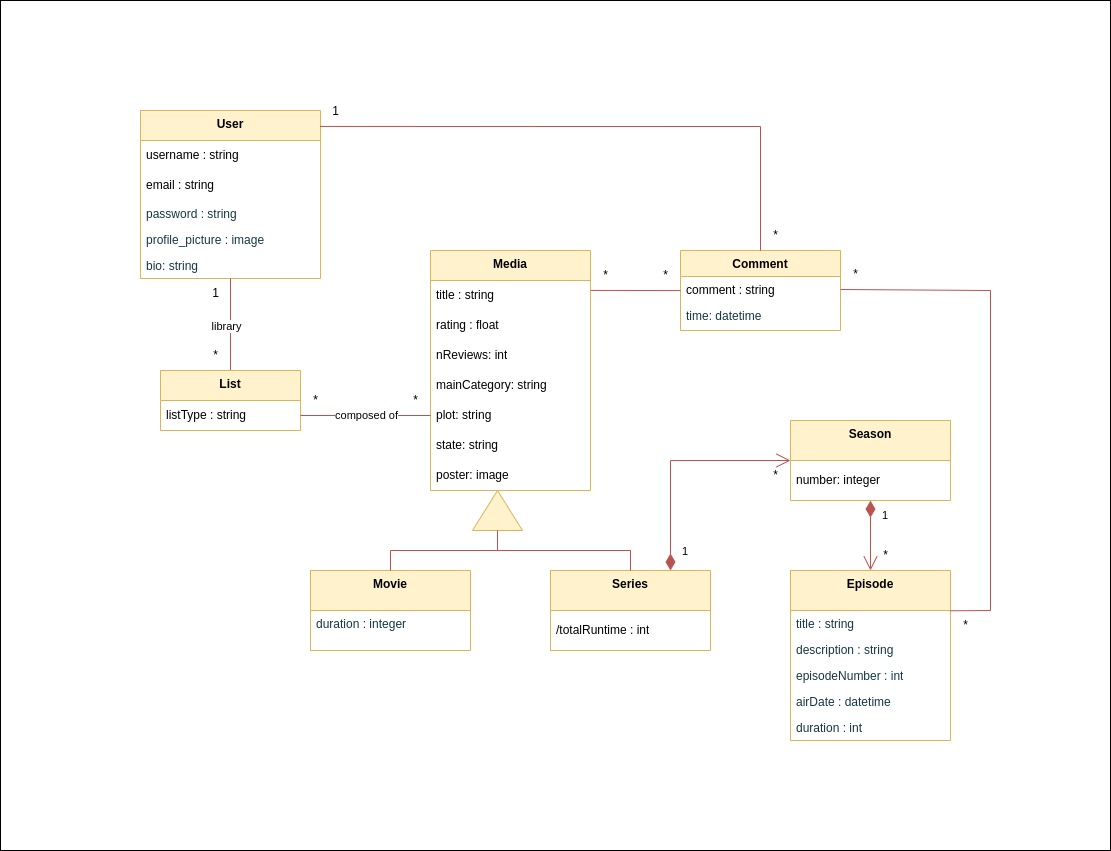 User
1
username : string
email : string
password : string
profile_picture : image
bio: string
1
library
*
List
listType : string
*
composed of
*
Media
title : string
rating : float
nReviews: int
mainCategory: string
plot: string
state: string
poster: image
*
*
*
Comment
comment : string
time: datetime
*
Movie
duration : integer
Series
/totalRuntime : int
1
*
Season
number: integer
1
*
Episode
title : string
description : string
episodeNumber : int
airDate : datetime
duration : int
*